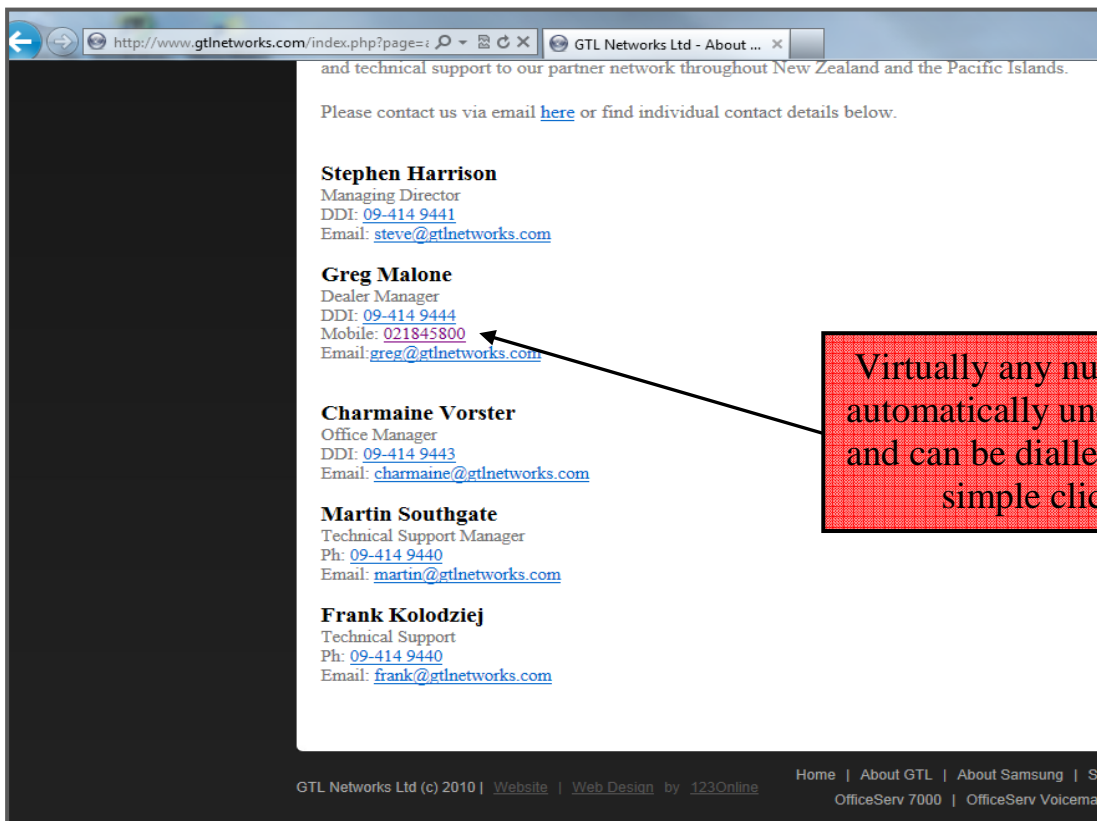 http://www.gtlnetworks.com/index.php?page=
GTL Networks Ltd - About ...
and technical support to our partner network throughout New Zealand and the Pacific Islands.
Please contact us via email here or find individual contact details below.
Stephen Harrison
Managing Director
DDI: 09-414 9441
Email: steve@gtlnetworks.com
Greg Malone
Dealer Manager
DDI: 09-414 9444
Mobile: 021845800
Email:greg@gtlnetworks.com
Charmaine Vorster
Office Manager
DDI: 09-414 9443
Email: charmaine@gtlnetworks.com
Martin Southgate
Technical Support Manager
Ph: 09-414 9440
Email: martin@gtlnetworks.com
Frank Kolodziej
Technical Support
Ph: 09-414 9440
Email: frank@gtlnetworks.com
Virtually any nu
automatically un
and can be dialle
simple clic
GTL Networks Ltd (c) 2010 | Website | Web Design by 123Online
Home | About GTL | About Samsung | S
OfficeServ 7000 | OfficeServ Voicema